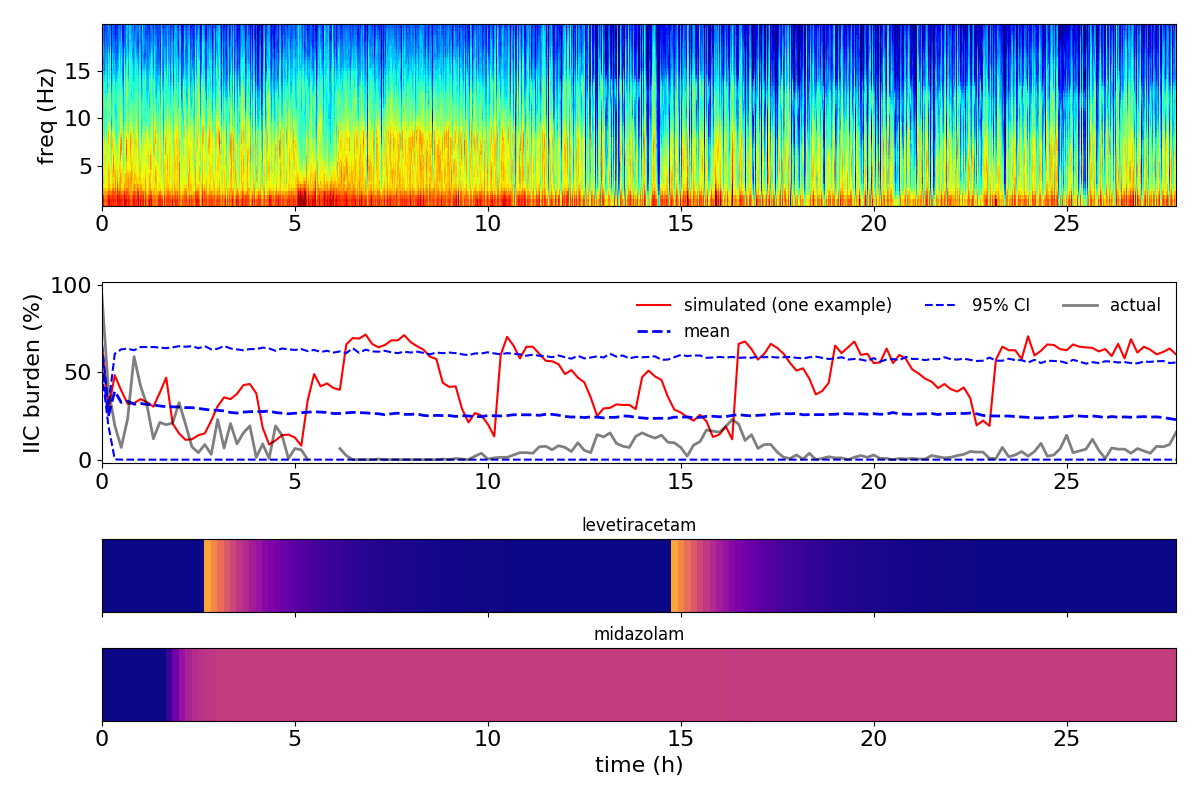 freq (Hz)
15
10
5
0 5 10 15 20 25
IIC burden (%)
100
50
0
simulated (one example) 95% CI actual
mean
0 5 10 15 20 25
levetiracetam
midazolam
0 5 10 15 20 25
time (h)